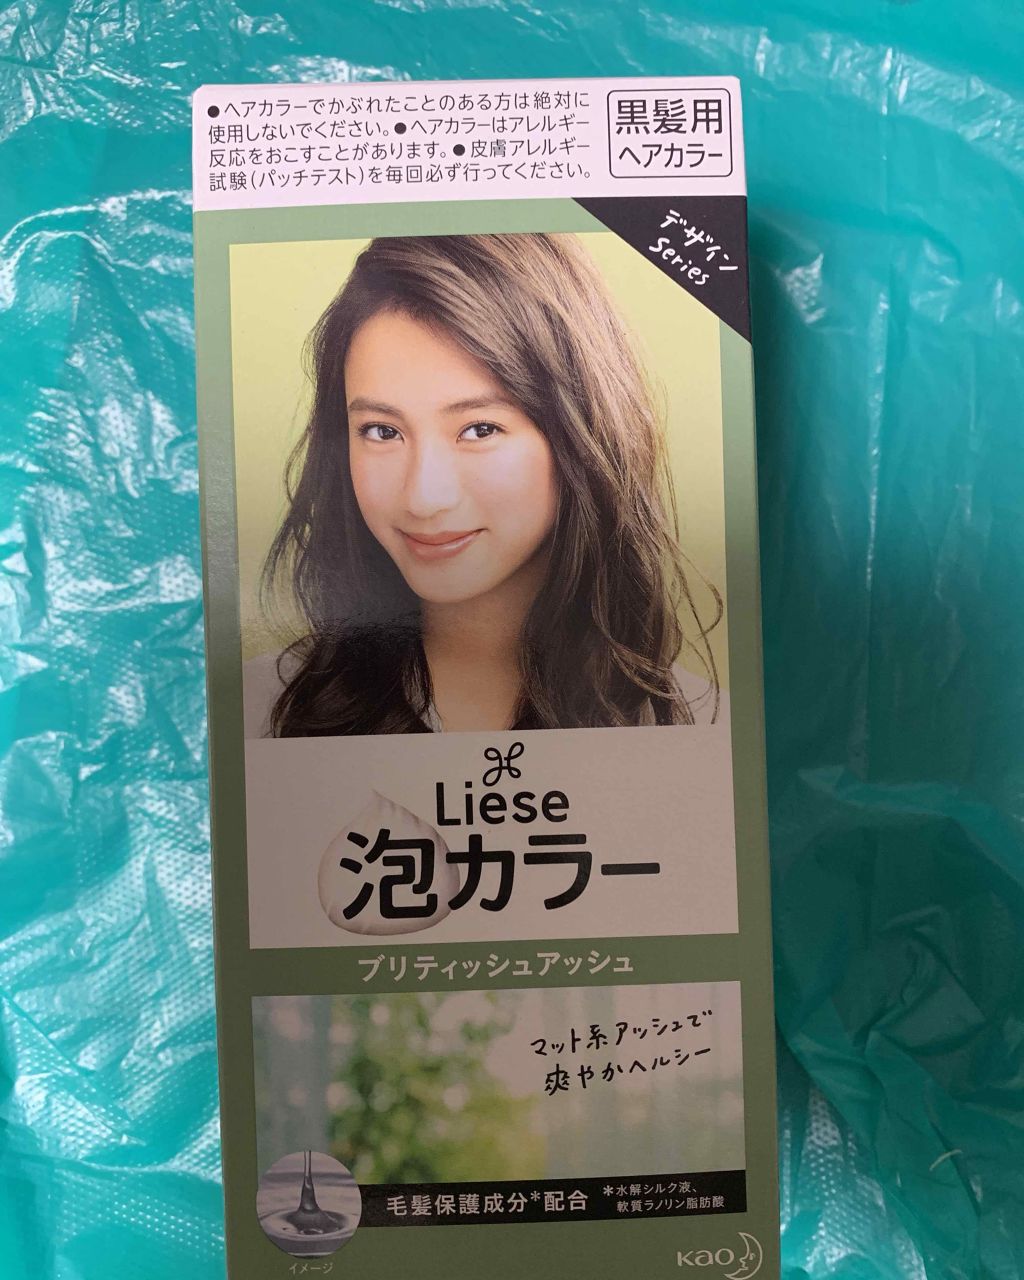 ●ヘアカラーでかぶれたことのある方は絶対に
使用しないでください。●ヘアカラーはアレルギー
反応をおこすことがあります。●皮膚アレルギー
試験(パッチテスト)を毎回必ず行ってください。
黒髪用
ヘアカラー
デザイン
Series
Liese
泡カラー
ブリティッシュアッシュ
マット系アッシュで
爽やかヘルシー
毛髪保護成分*配合
*水解シルク液、
軟質ラノリン脂肪酸
イメージ
Kao